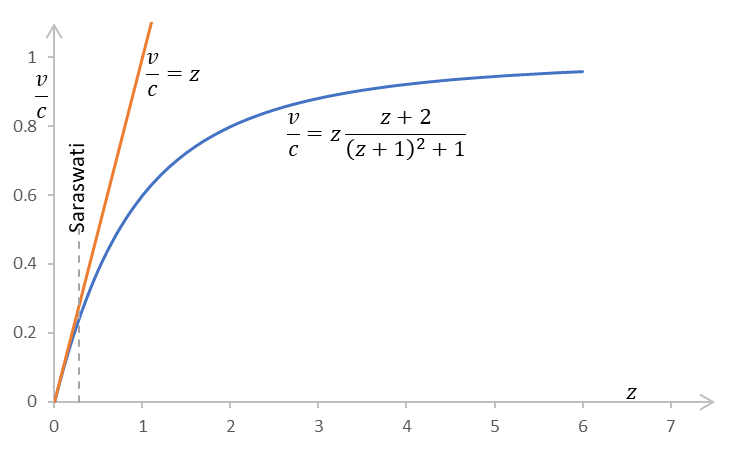 1
v/c = z
v/c
z + 2
v/c = z ―――
(z + 1)² + 1
0.8
Saraswati
0.6
0.4
0.2
0
z
0 1 2 3 4 5 6 7